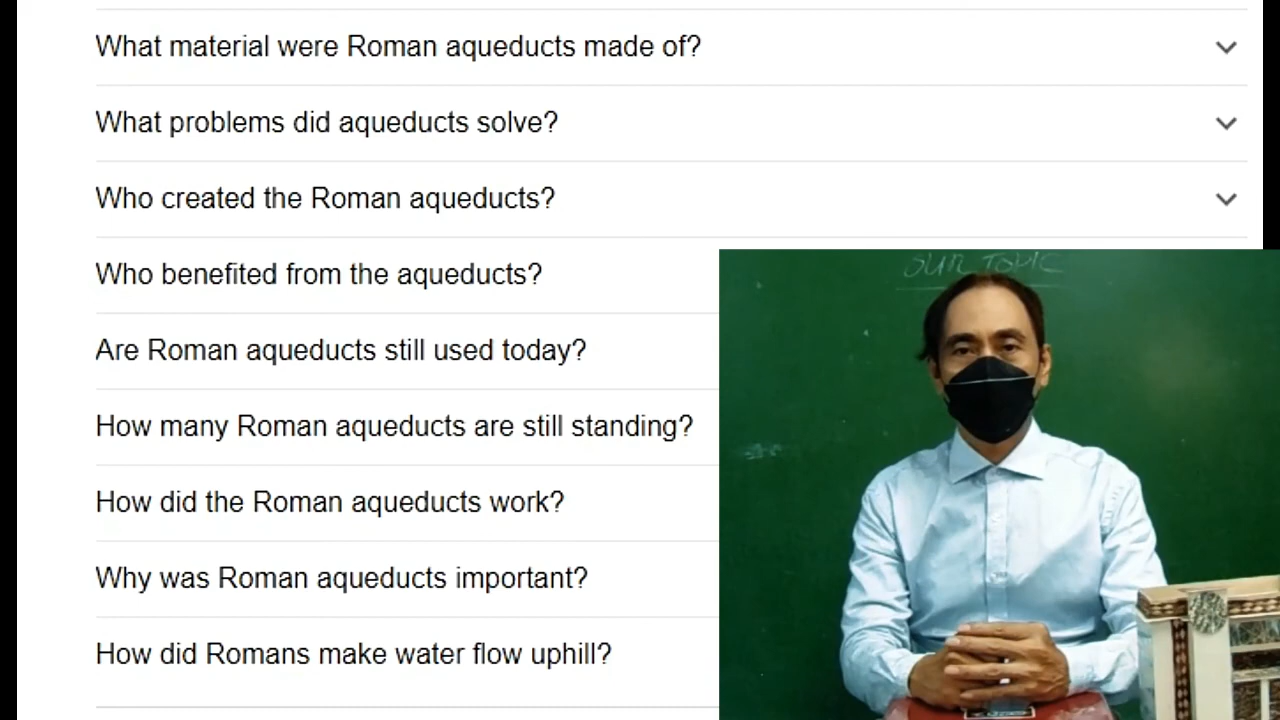 What material were Roman aqueducts made of?
What problems did aqueducts solve?
Who created the Roman aqueducts?
Who benefited from the aqueducts?
Are Roman aqueducts still used today?
How many Roman aqueducts are still standing?
How did the Roman aqueducts work?
Why was Roman aqueducts important?
How did Romans make water flow uphill?
OUR TOPIC